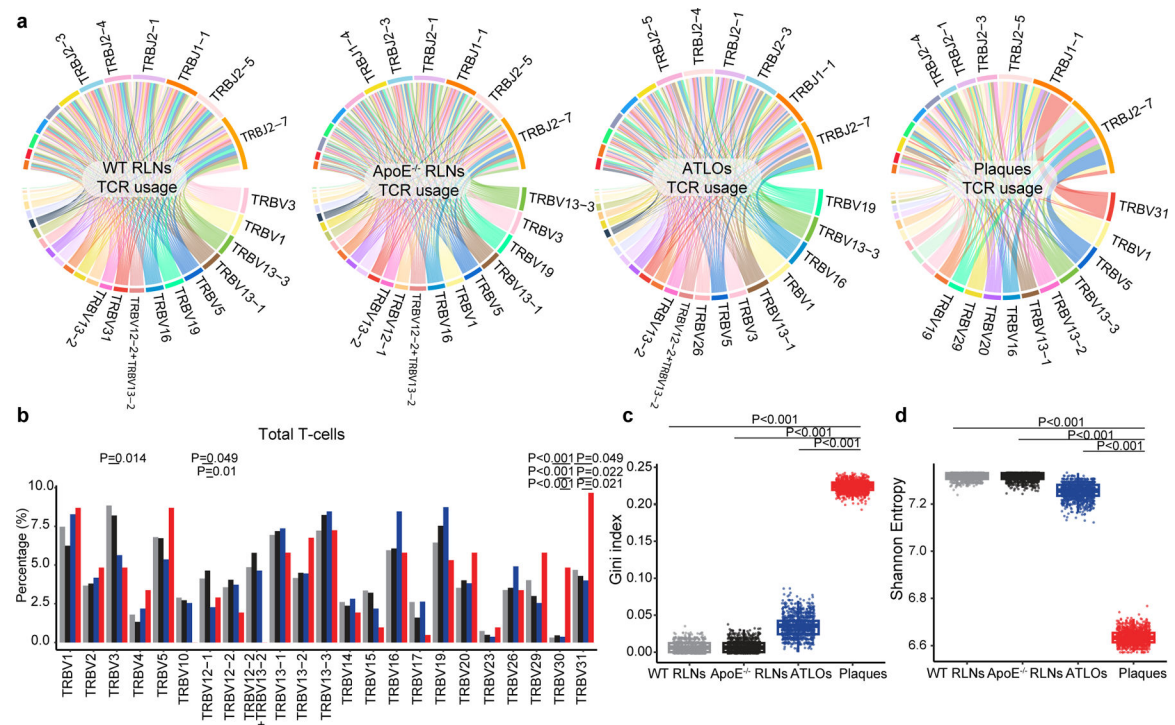 a
TRBJ2-3
TRBJ2-4
TRBJ2-1
TRBJ1-1
TRBJ2-5
TRBJ2-7
WT RLNs
TCR usage
TRBV3
TRBV1
TRBV13-3
TRBV13-1
TRBV5
TRBV19
TRBV16
TRBV12-2+TRBV13-2
TRBV31
TRBV13-2
TRBJ1-4
TRBJ2-3
TRBJ2-1
TRBJ1-1
TRBJ2-5
TRBJ2-7
ApoE-/- RLNs
TCR usage
TRBV13-3
TRBV3
TRBV19
TRBV13-1
TRBV5
TRBV1
TRBV16
TRBV12-2+TRBV13-2
TRBV12-1
TRBV13-2
TRBJ2-5
TRBJ2-4
TRBJ2-1
TRBJ2-3
TRBJ1-1
TRBJ2-7
ATLOs
TCR usage
TRBV19
TRBV13-3
TRBV16
TRBV1
TRBV13-1
TRBV3
TRBV5
TRBV26
TRBV12-2+TRBV13-2
TRBV13-2
TRBJ2-4
TRBJ2-1
TRBJ2-3
TRBJ2-5
TRBJ1-1
TRBJ2-7
Plaques
TCR usage
TRBV31
TRBV1
TRBV5
TRBV13-3
TRBV13-2
TRBV13-1
TRBV16
TRBV20
TRBV29
TRBV19
b
Total T-cells
P=0.014
P=0.049
P=0.01
P<0.001 P=0.049
P<0.001 P=0.022
P<0.001 P=0.021
Percentage (%)
10.0
7.5
5.0
2.5
0.0
TRBV1
TRBV2
TRBV3
TRBV4
TRBV5
TRBV10
TRBV12-1
TRBV12-2
TRBV12-2
+TRBV13-2
TRBV13-1
TRBV13-2
TRBV13-3
TRBV14
TRBV15
TRBV16
TRBV17
TRBV19
TRBV20
TRBV23
TRBV26
TRBV29
TRBV30
TRBV31
c
P<0.001
P<0.001
P<0.001
Gini index
0.25
0.20
0.15
0.10
0.05
0.00
WT RLNs ApoE-/- RLNs ATLOs Plaques
d
P<0.001
P<0.001
P<0.001
Shannon Entropy
7.2
7.0
6.8
6.6
WT RLNs ApoE-/- RLNs ATLOs Plaques